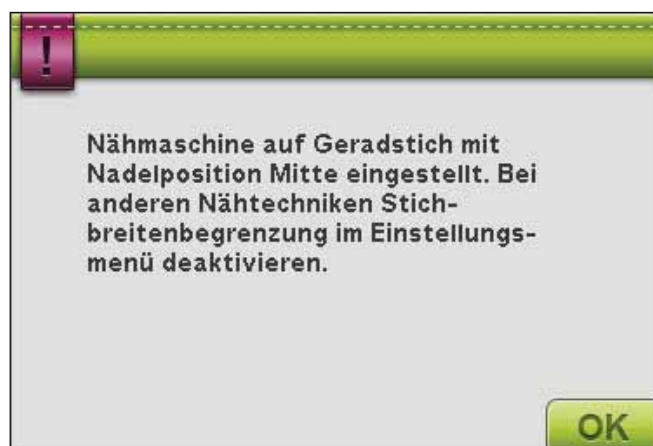 !
Nähmaschine auf Geradstich mit
Nadelposition Mitte eingestellt. Bei
anderen Nähtechniken Stich-
breitenbegrenzung im Einstellungs-
menü deaktivieren.
OK